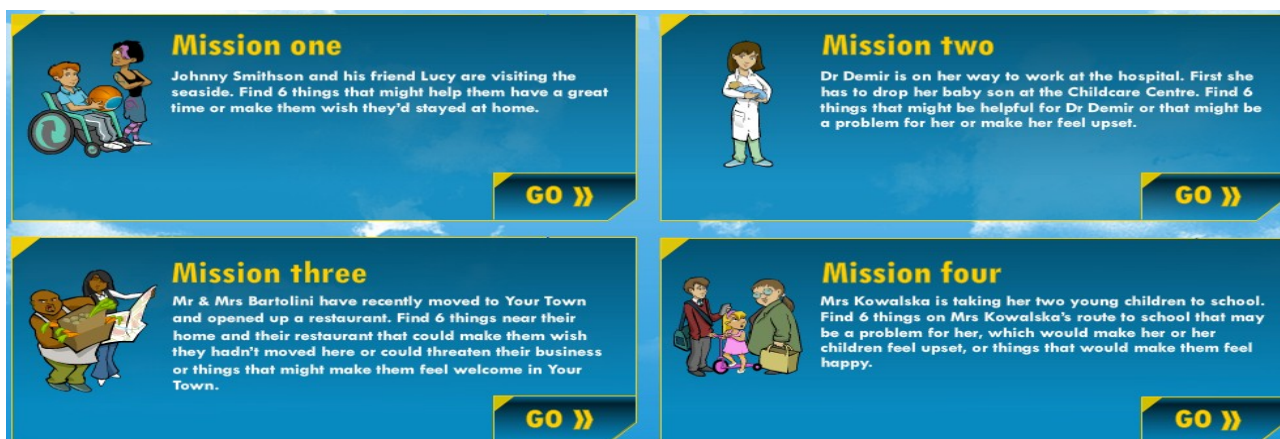 Mission one
Johnny Smithson and his friend Lucy are visiting the
seaside. Find 6 things that might help them have a great
time or make them wish they'd stayed at home.
GO »
Mission two
Dr Demir is on her way to work at the hospital. First she
has to drop her baby son at the Childcare Centre. Find 6
things that might be helpful for Dr Demir or that might be
a problem for her or make her feel upset.
GO »
Mission three
Mr & Mrs Bartolini have recently moved to Your Town
and opened up a restaurant. Find 6 things near their
home and their restaurant that could make them wish
they hadn't moved here or could threaten their business
or things that might make them feel welcome in Your
Town.
GO »
Mission four
Mrs Kowalska is taking her two young children to school.
Find 6 things on Mrs Kowalska's route to school that may
be a problem for her, which would make her or her
children feel upset, or things that would make them feel
happy.
GO »